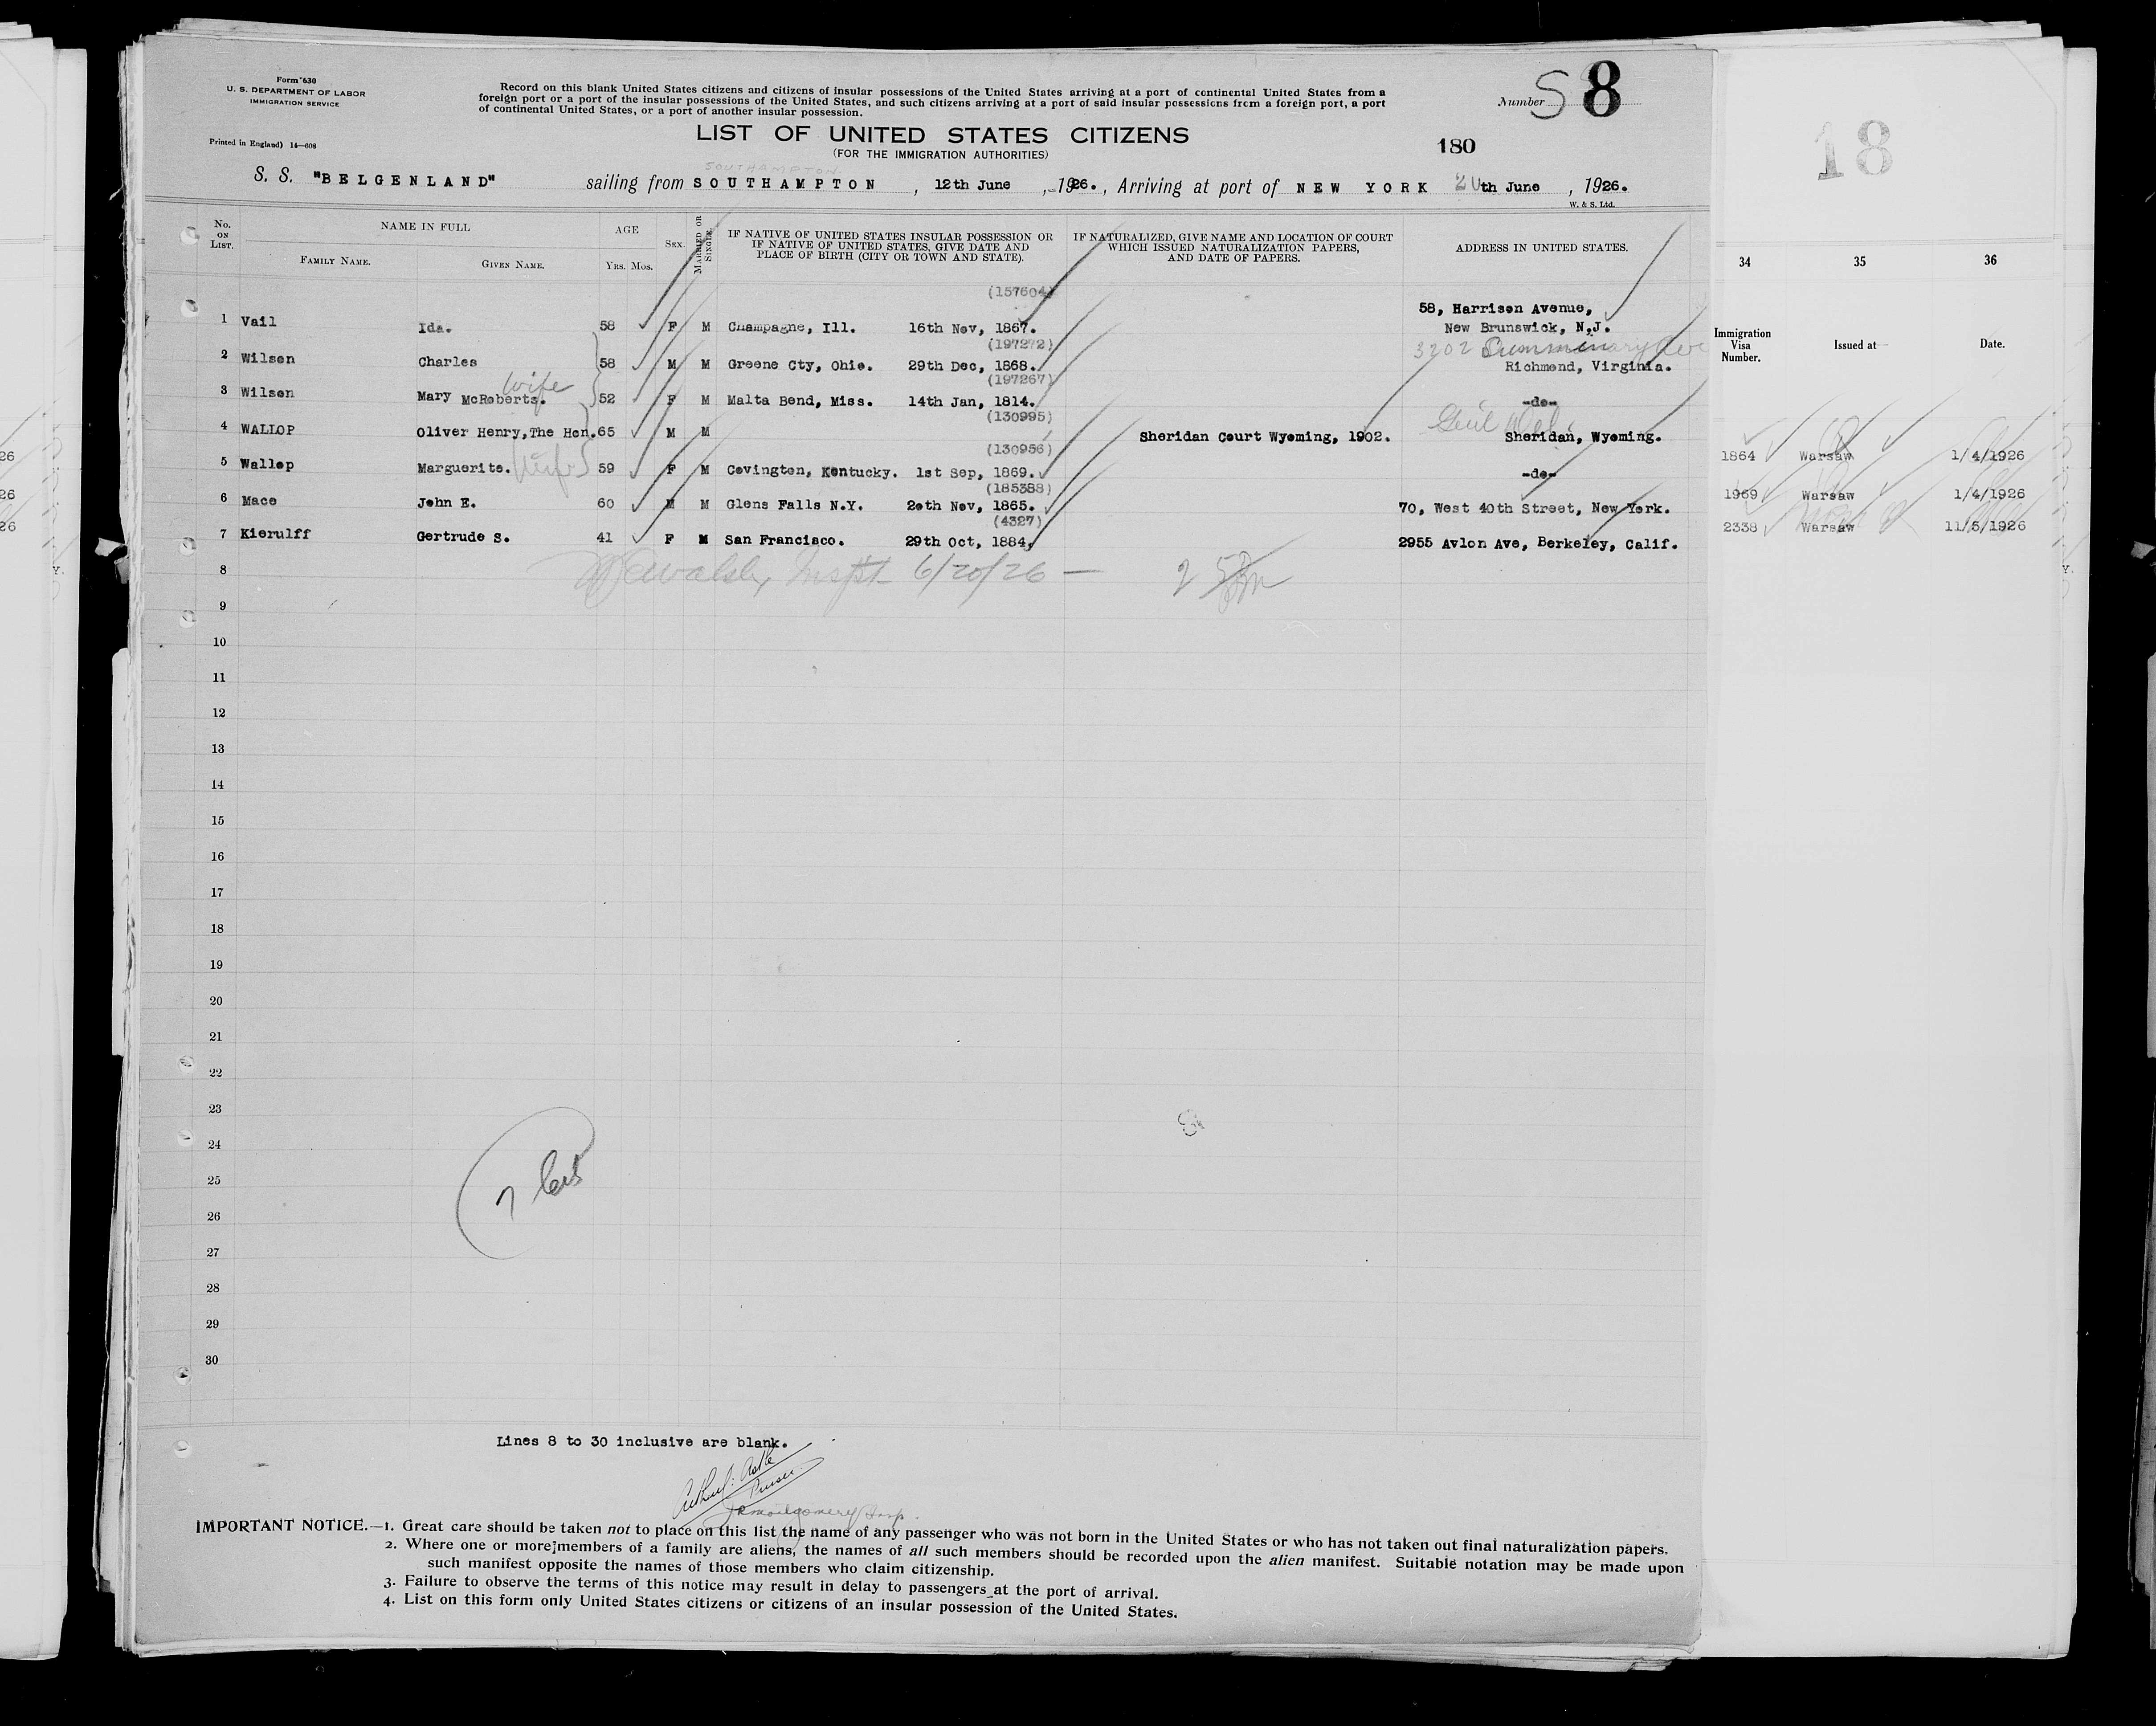 Form 630
U. S. DEPARTMENT OF LABOR
IMMIGRATION SERVICE
Printed in England) 14—608
Record on this blank United States citizens and citizens of insular possessions of the United States arriving at a port of continental United States from a
foreign port or a port of the insular possessions of the United States, and such citizens arriving at a port of said insular possessions from a foreign port, a port
of continental United States, or a port of another insular possession.
Number S 8
LIST OF UNITED STATES CITIZENS
(FOR THE IMMIGRATION AUTHORITIES)
180
18
SOUTHAMPTON
S. S. "BELGENLAND" sailing from SOUTHAMPTON, 12th June, 1926., Arriving at port of NEW YORK 20th June, 1926.
W. & S. Ltd.
No. ON LIST. NAME IN FULL FAMILY NAME. GIVEN NAME. AGE YRS. MOS. SEX. MARRIED OR SINGLE.
IF NATIVE OF UNITED STATES INSULAR POSSESSION OR
IF NATIVE OF UNITED STATES, GIVE DATE AND
PLACE OF BIRTH (CITY OR TOWN AND STATE).
IF NATURALIZED, GIVE NAME AND LOCATION OF COURT
WHICH ISSUED NATURALIZATION PAPERS,
AND DATE OF PAPERS.
ADDRESS IN UNITED STATES.
34 35 36
Immigration Visa Number. Issued at— Date.
(157604)
58, Harrison Avenue,
1 Vail Ida. 58 F M Champagne, Ill. 16th Nov, 1867. New Brunswick, N.J.
(197272)
3202
2 Wilson Charles 58 M M Greene Cty, Ohio. 29th Dec, 1868. Richmond, Virginia.
wife (197267)
3 Wilson Mary McRoberts. 52 F M Malta Bend, Miss. 14th Jan, 1814. -do-
(130995)
4 WALLOP Oliver Henry, The Hon. 65 M M Sheridan Court Wyoming, 1902. Sheridan, Wyoming.
1864 Warsaw 1/4/1926
(130956)
5 Wallop Marguerite. wife 59 F M Covington, Kentucky. 1st Sep, 1869. -do-
(185388)
1969 Warsaw 1/4/1926
6 Mace John E. 60 M M Glens Falls N.Y. 20th Nov, 1865. 70, West 40th Street, New York.
(4327)
2338 Warsaw 11/5/1926
7 Kierulff Gertrude S. 41 F M San Francisco. 29th Oct, 1884. 2955 Avlon Ave, Berkeley, Calif.
8 Inspt 6/20/26 —
9
10
11
12
13
14
15
16
17
18
19
20
21
22
23
24
25
26
27
28
29
30
Lines 8 to 30 inclusive are blank.
IMPORTANT NOTICE.—1. Great care should be taken not to place on this list the name of any passenger who was not born in the United States or who has not taken out final naturalization papers.
2. Where one or more members of a family are aliens, the names of all such members should be recorded upon the alien manifest. Suitable notation may be made upon
such manifest opposite the names of those members who claim citizenship.
3. Failure to observe the terms of this notice may result in delay to passengers at the port of arrival.
4. List on this form only United States citizens or citizens of an insular possession of the United States.